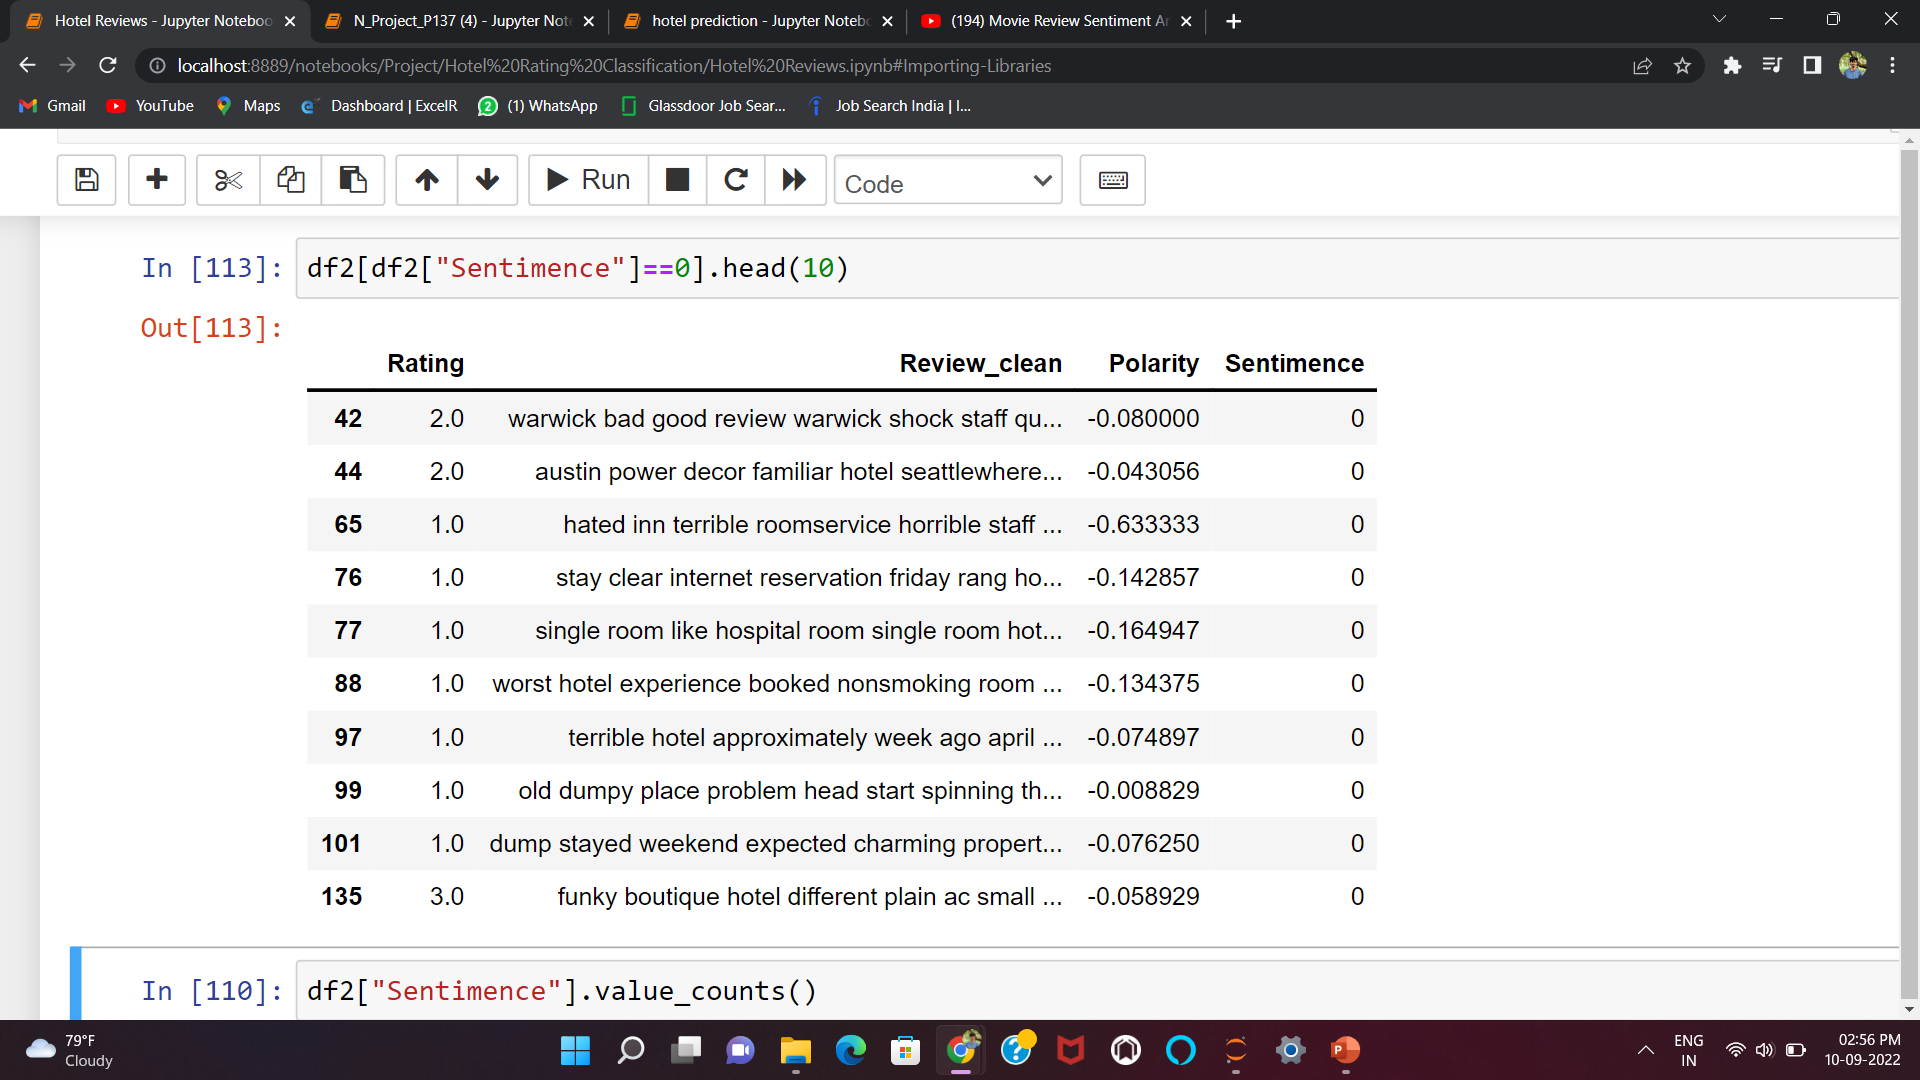 Hotel Reviews - Jupyter Noteboo
N_Project_P137 (4) - Jupyter Not
hotel prediction - Jupyter Noteb
(194) Movie Review Sentiment Ar
localhost:8889/notebooks/Project/Hotel%20Rating%20Classification/Hotel%20Reviews.ipynb#Importing-Libraries
Gmail YouTube Maps Dashboard | ExcelR (1) WhatsApp Glassdoor Job Sear... Job Search India | I...
Run Code
In [113]: df2[df2["Sentimence"]==0].head(10)
Out[113]:
Rating Review_clean Polarity Sentimence
42 2.0 warwick bad good review warwick shock staff qu... -0.080000 0
44 2.0 austin power decor familiar hotel seattlewhere... -0.043056 0
65 1.0 hated inn terrible roomservice horrible staff ... -0.633333 0
76 1.0 stay clear internet reservation friday rang ho... -0.142857 0
77 1.0 single room like hospital room single room hot... -0.164947 0
88 1.0 worst hotel experience booked nonsmoking room ... -0.134375 0
97 1.0 terrible hotel approximately week ago april ... -0.074897 0
99 1.0 old dumpy place problem head start spinning th... -0.008829 0
101 1.0 dump stayed weekend expected charming propert... -0.076250 0
135 3.0 funky boutique hotel different plain ac small ... -0.058929 0
In [110]: df2["Sentimence"].value_counts()
79°F
Cloudy
ENG
IN
02:56 PM
10-09-2022